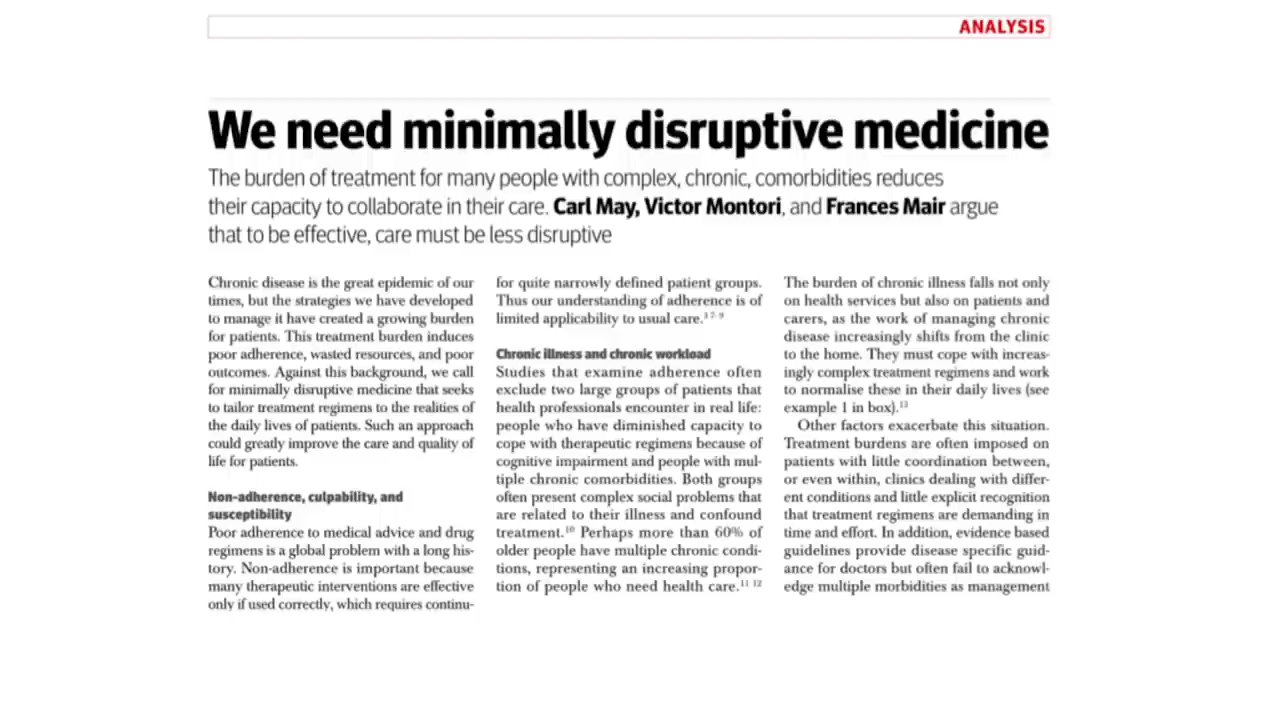 ANALYSIS
We need minimally disruptive medicine
The burden of treatment for many people with complex, chronic, comorbidities reduces
their capacity to collaborate in their care. Carl May, Victor Montori, and Frances Mair argue
that to be effective, care must be less disruptive
Chronic disease is the great epidemic of our
times, but the strategies we have developed
to manage it have created a growing burden
for patients. This treatment burden induces
poor adherence, wasted resources, and poor
outcomes. Against this background, we call
for minimally disruptive medicine that seeks
to tailor treatment regimens to the realities of
the daily lives of patients. Such an approach
could greatly improve the care and quality of
life for patients.
Non-adherence, culpability, and
susceptibility
Poor adherence to medical advice and drug
regimens is a global problem with a long his-
tory. Non-adherence is important because
many therapeutic interventions are effective
only if used correctly, which requires continu-
for quite narrowly defined patient groups.
Thus our understanding of adherence is of
limited applicability to usual care.¹ ⁷⁻⁹
Chronic illness and chronic workload
Studies that examine adherence often
exclude two large groups of patients that
health professionals encounter in real life:
people who have diminished capacity to
cope with therapeutic regimens because of
cognitive impairment and people with mul-
tiple chronic comorbidities. Both groups
often present complex social problems that
are related to their illness and confound
treatment.¹⁰ Perhaps more than 60% of
older people have multiple chronic condi-
tions, representing an increasing propor-
tion of people who need health care.¹¹ ¹²
The burden of chronic illness falls not only
on health services but also on patients and
carers, as the work of managing chronic
disease increasingly shifts from the clinic
to the home. They must cope with increas-
ingly complex treatment regimens and work
to normalise these in their daily lives (see
example 1 in box).¹³
Other factors exacerbate this situation.
Treatment burdens are often imposed on
patients with little coordination between,
or even within, clinics dealing with differ-
ent conditions and little explicit recognition
that treatment regimens are demanding in
time and effort. In addition, evidence based
guidelines provide disease specific guid-
ance for doctors but often fail to acknowl-
edge multiple morbidities as management